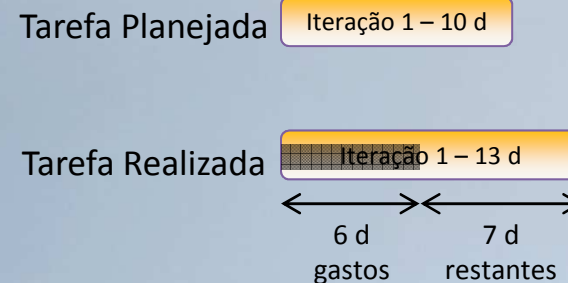 Tarefa Planejada
Iteração 1 – 10 d
Tarefa Realizada
Iteração 1 – 13 d
6 d
gastos
7 d
restantes